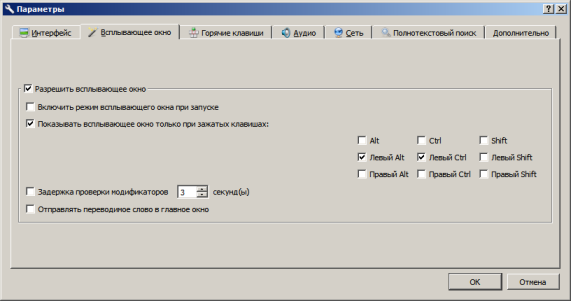 Параметры
Интерфейс Всплывающее окно Горячие клавиши Аудио Сеть Полнотекстовый поиск Дополнительно
Разрешить всплывающее окно
Включить режим всплывающего окна при запуске
Показывать всплывающее окно только при зажатых клавишах:
Alt Ctrl Shift
Левый Alt Левый Ctrl Левый Shift
Правый Alt Правый Ctrl Правый Shift
Задержка проверки модификаторов 3 секунд(ы)
Отправлять переводимое слово в главное окно
OK Отмена